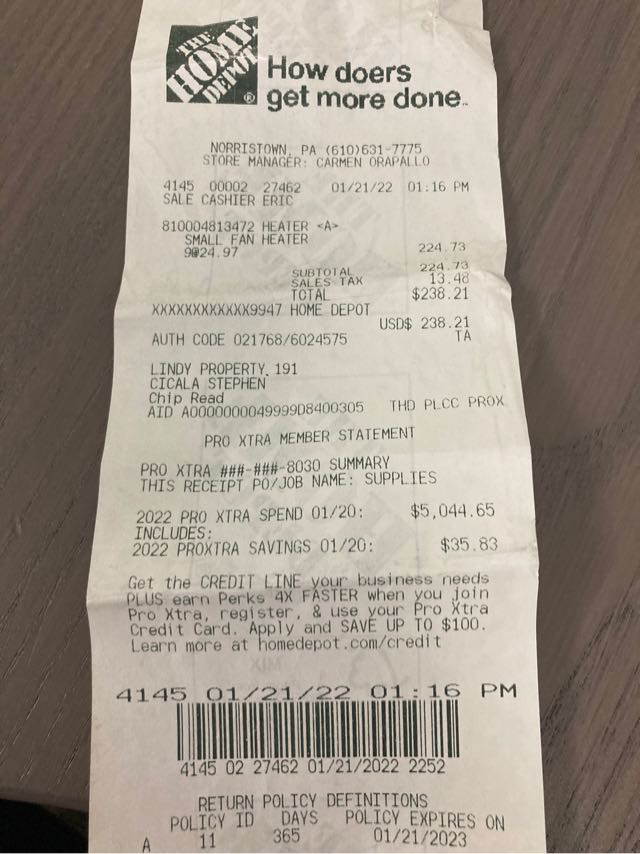 THE
HOME
DEPOT
®
How doers
get more done™
NORRISTOWN, PA (610)631-7775
STORE MANAGER: CARMEN ORAPALLO
4145 00002 27462 01/21/22 01:16 PM
SALE CASHIER ERIC
810004813472 HEATER <A>
SMALL FAN HEATER
9@24.97 224.73
SUBTOTAL 224.73
SALES TAX 13.48
TOTAL $238.21
XXXXXXXXXXXX9947 HOME DEPOT
USD$ 238.21
AUTH CODE 021768/6024575 TA
LINDY PROPERTY, 191
CICALA STEPHEN
Chip Read
AID A0000000049999D8400305 THD PLCC PROX
PRO XTRA MEMBER STATEMENT
PRO XTRA ###-###-8030 SUMMARY
THIS RECEIPT PO/JOB NAME: SUPPLIES
2022 PRO XTRA SPEND 01/20: $5,044.65
INCLUDES:
2022 PROXTRA SAVINGS 01/20: $35.83
Get the CREDIT LINE your business needs
PLUS earn Perks 4X FASTER when you join
Pro Xtra, register, & use your Pro Xtra
Credit Card. Apply and SAVE UP TO $100.
Learn more at homedepot.com/credit
4145 01/21/22 01:16 PM
4145 02 27462 01/21/2022 2252
RETURN POLICY DEFINITIONS
POLICY ID DAYS POLICY EXPIRES ON
A 11 365 01/21/2023